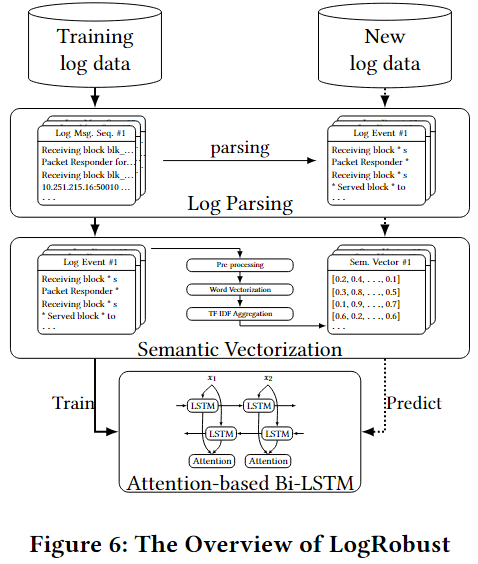 Training
log data
New
log data
Log Msg. Seq. #1
Receiving block blk_...
Packet Responder for...
Receiving block blk_...
10.251.215.16:50010 ...
...
parsing
Log Event #1
Receiving block * s
Packet Responder *
Receiving block * s
* Served block * to
...
Log Parsing
Log Event #1
Receiving block * s
Packet Responder *
Receiving block * s
* Served block * to
...
Pre-processing
Word Vectorization
TF IDF Aggregation
Sem. Vector #1
[0.2, 0.4, ..., 0.1]
[0.3, 0.8, ..., 0.5]
[0.1, 0.9, ..., 0.7]
[0.6, 0.2, ..., 0.6]
...
Semantic Vectorization
Train
Predict
x₁ x₂
LSTM LSTM
LSTM LSTM
Attention Attention
Attention-based Bi-LSTM
Figure 6: The Overview of LogRobust